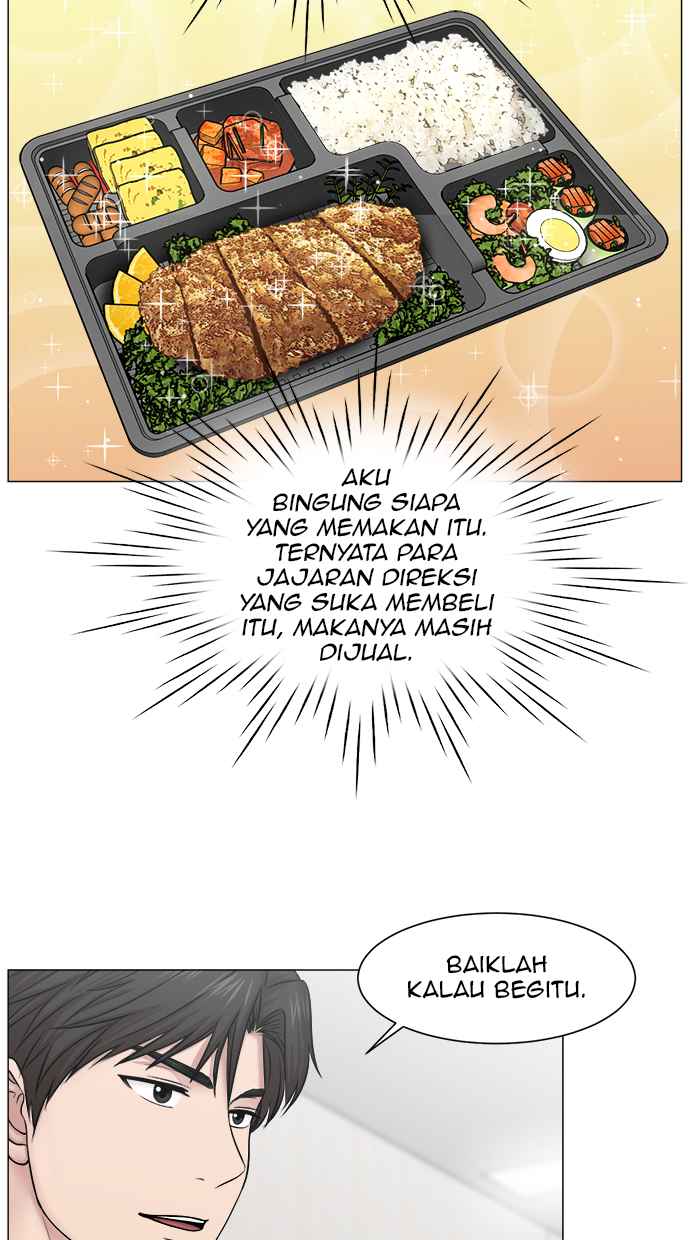 AKU
BINGUNG SIAPA
YANG MEMAKAN ITU.
TERNYATA PARA
JAJARAN DIREKSI
YANG SUKA MEMBELI
ITU, MAKANYA MASIH
DIJUAL.
BAIKLAH
KALAU BEGITU.